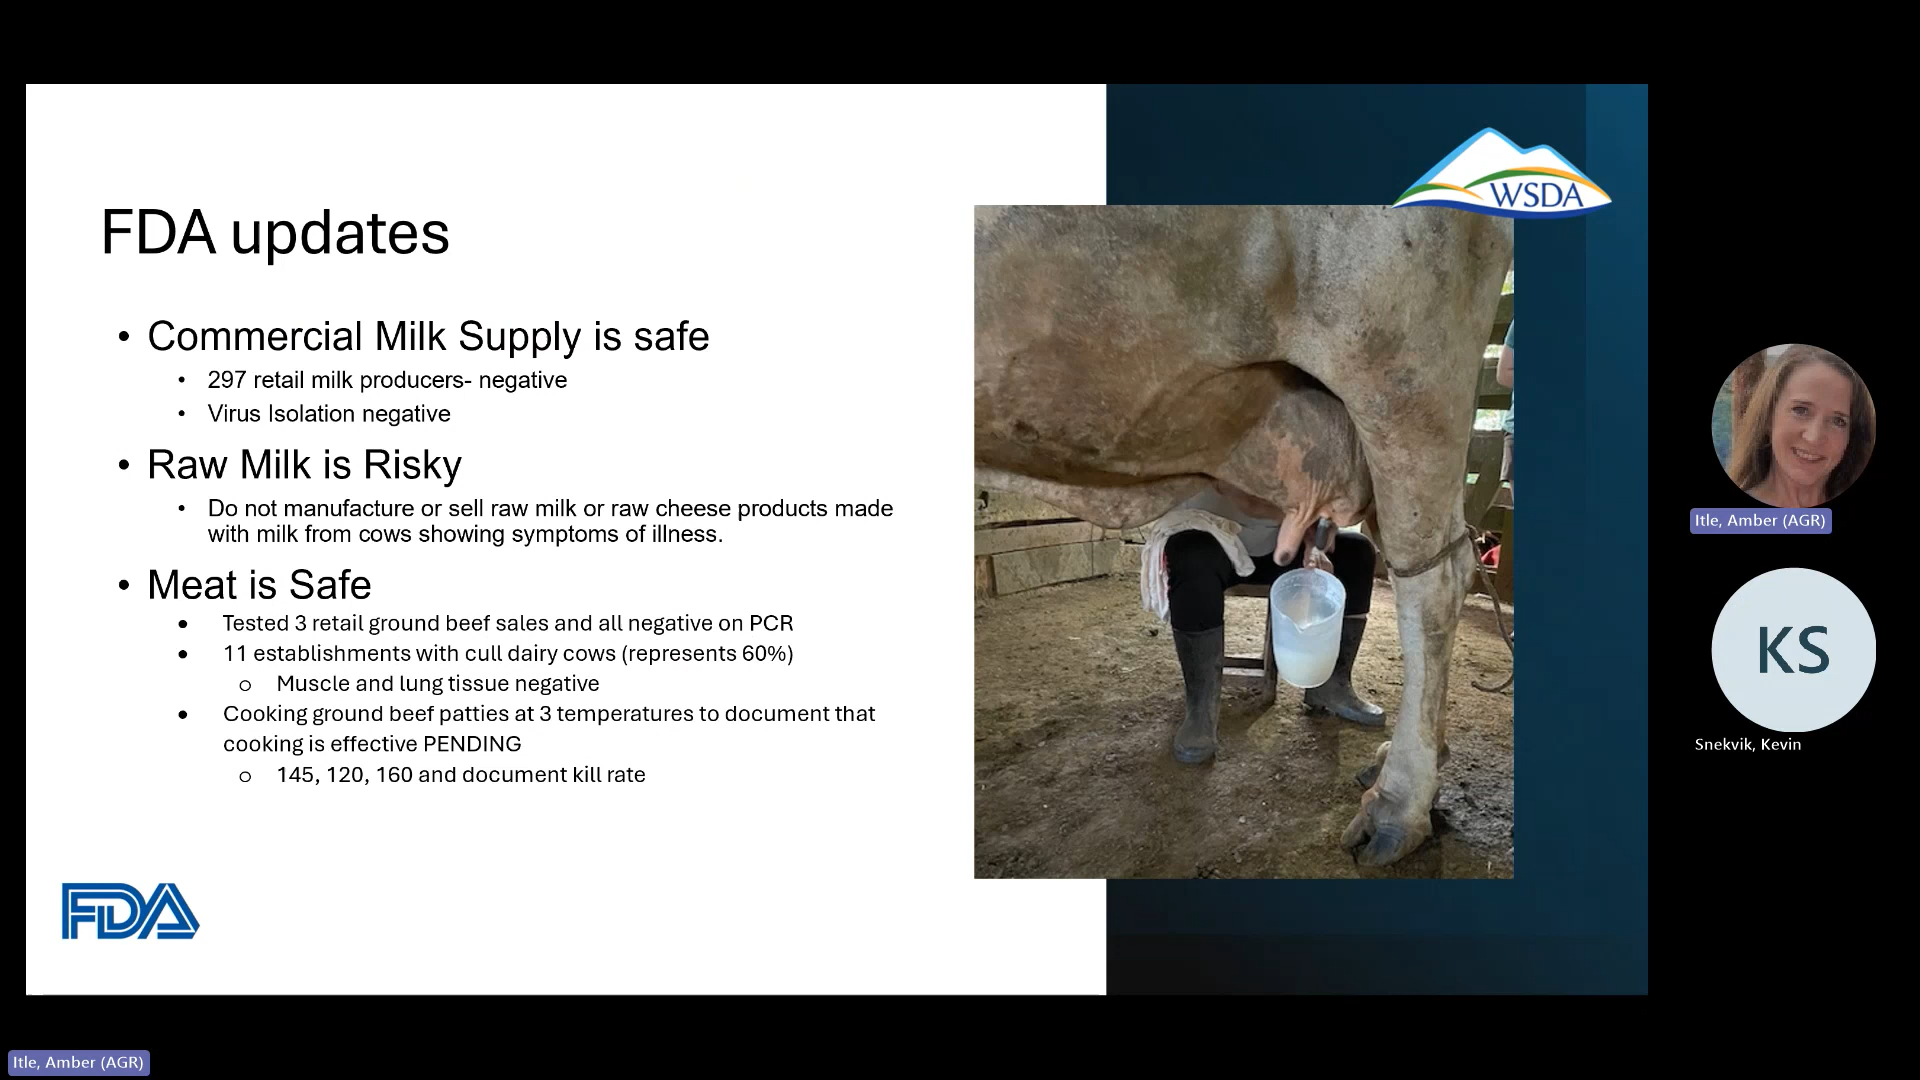 WSDA
FDA updates
• Commercial Milk Supply is safe
• 297 retail milk producers- negative
• Virus Isolation negative
• Raw Milk is Risky
• Do not manufacture or sell raw milk or raw cheese products made
with milk from cows showing symptoms of illness.
• Meat is Safe
• Tested 3 retail ground beef sales and all negative on PCR
• 11 establishments with cull dairy cows (represents 60%)
o Muscle and lung tissue negative
• Cooking ground beef patties at 3 temperatures to document that
cooking is effective PENDING
o 145, 120, 160 and document kill rate
FDA
Itle, Amber (AGR)
KS
Snekvik, Kevin
Itle, Amber (AGR)